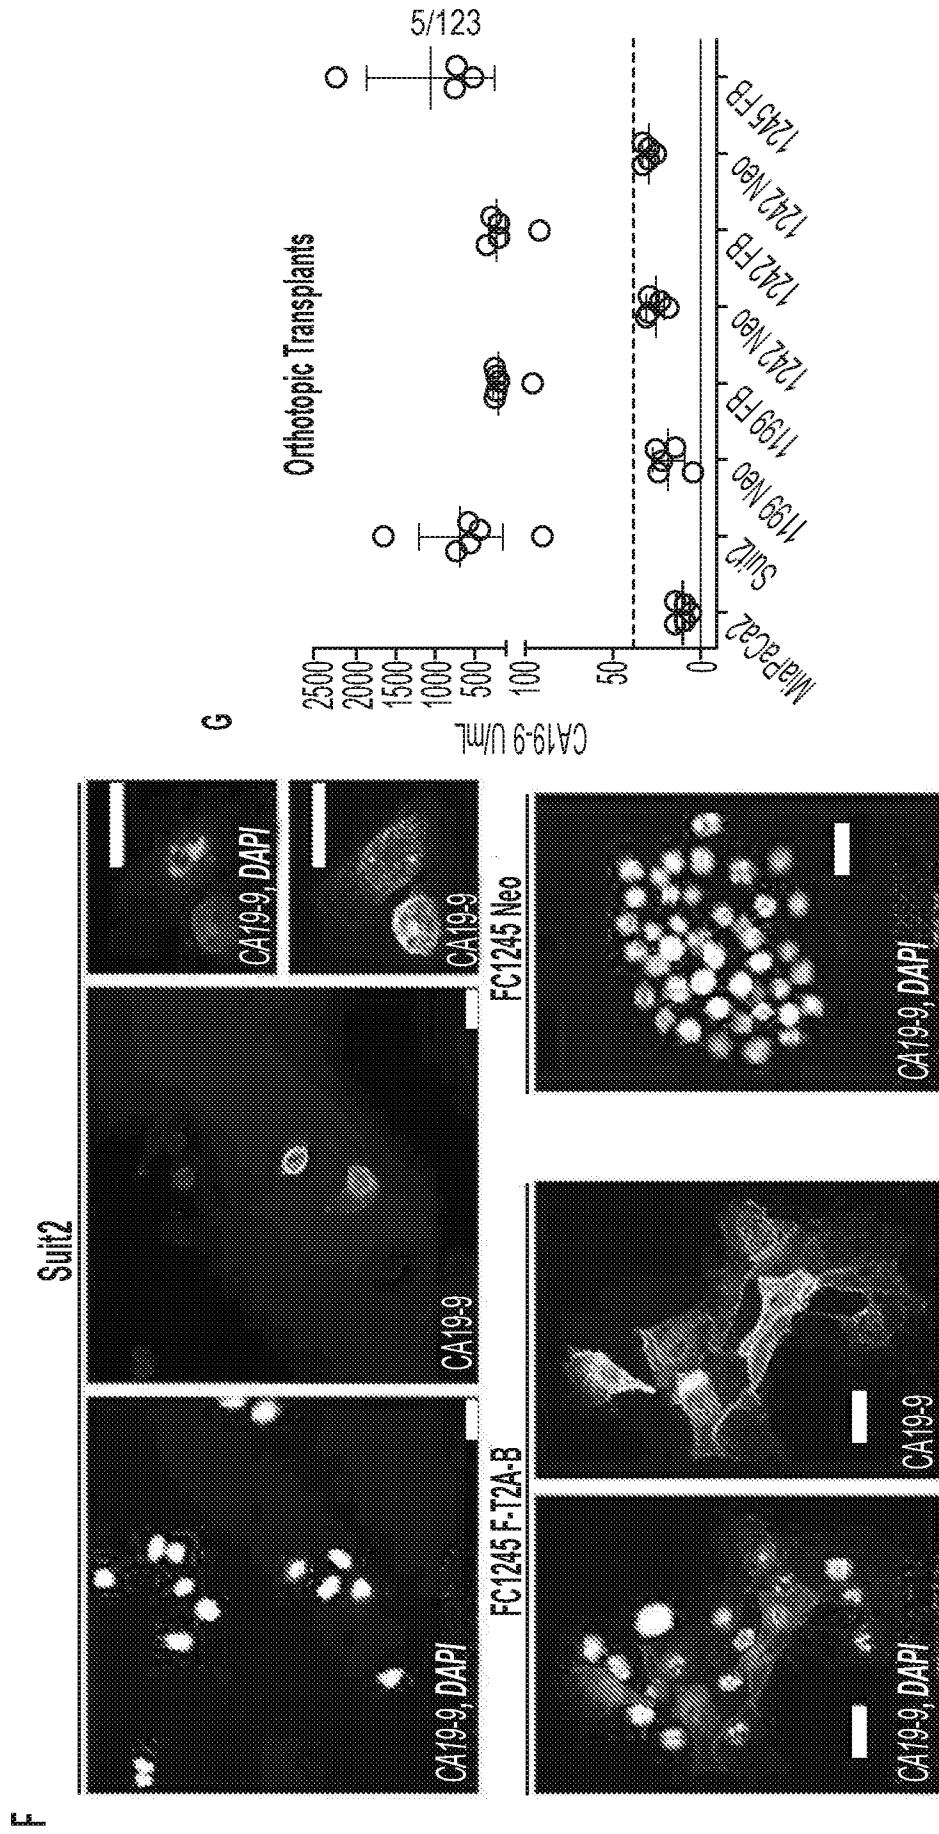 5/123
F
Suit2
CA19-9, DAPI
CA19-9
CA19-9, DAPI
CA19-9
FC1245 F-T2A-B
FC1245 Neo
CA19-9, DAPI
CA19-9
CA19-9, DAPI
G
Orthotopic Transplants
CA19-9 U/mL
2500
2000
1500
1000
500
100
50
0
MiaPaCa2
Suit2
1199 Neo
1199 FB
1242 Neo
1242 FB
1242 Neo
1245 FB